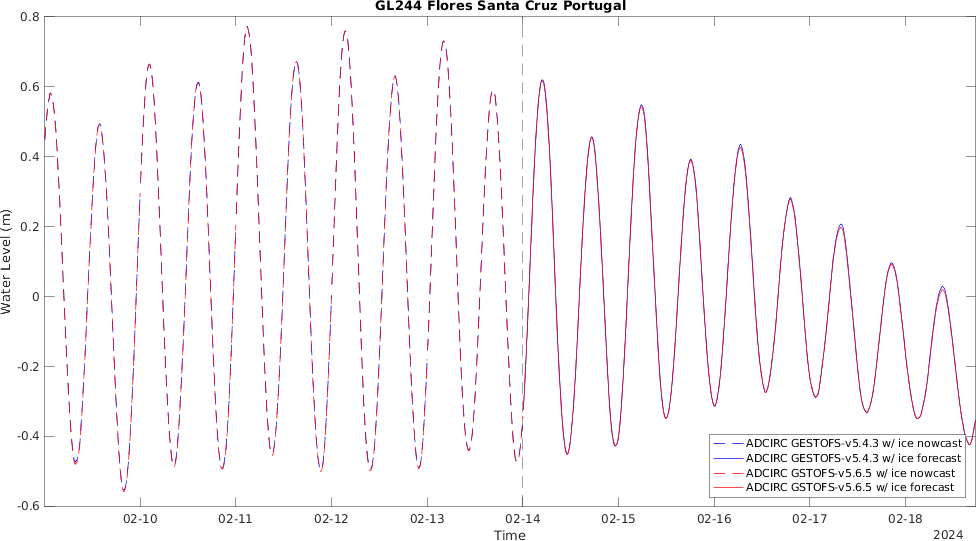 GL244 Flores Santa Cruz Portugal
0.8
0.6
0.4
0.2
0
-0.2
-0.4
-0.6
Water Level (m)
ADCIRC GESTOFS-v5.4.3 w/ ice nowcast
ADCIRC GESTOFS-v5.4.3 w/ ice forecast
ADCIRC GSTOFS-v5.6.5 w/ ice nowcast
ADCIRC GSTOFS-v5.6.5 w/ ice forecast
02-10 02-11 02-12 02-13 02-14 02-15 02-16 02-17 02-18
Time
2024